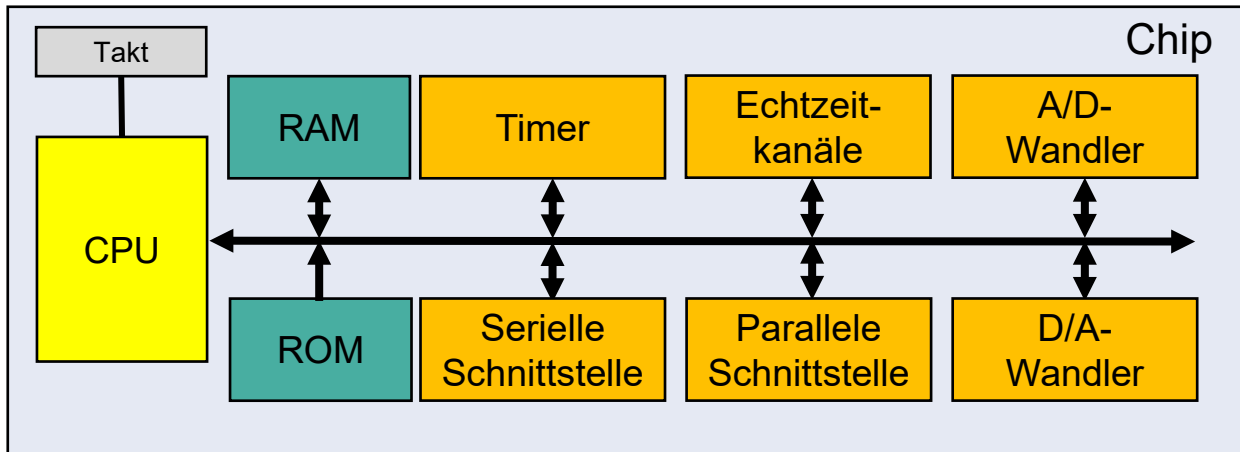 Takt
Chip
CPU
RAM
Timer
Echtzeit-
kanäle
A/D-
Wandler
ROM
Serielle
Schnittstelle
Parallele
Schnittstelle
D/A-
Wandler